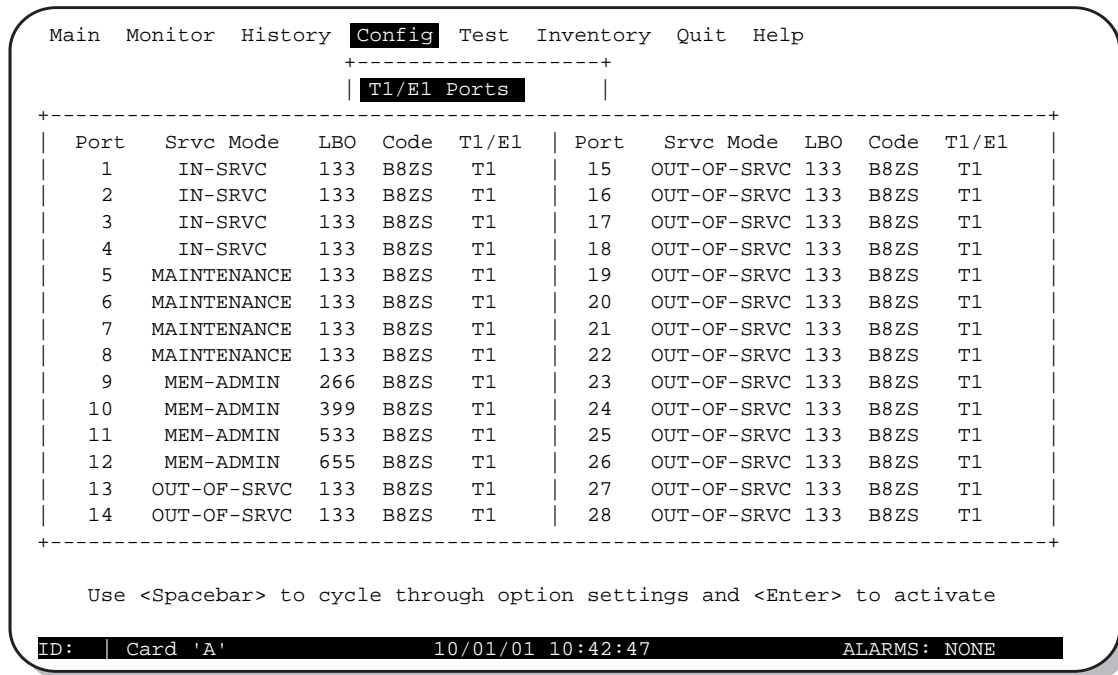 Main  Monitor  History  Config  Test  Inventory  Quit  Help
+-------------------+
| T1/E1 Ports |
+------------------------------------------------------------------------------+
| Port  Srvc Mode  LBO  Code  T1/E1 | Port  Srvc Mode  LBO  Code  T1/E1 |
| 1  IN-SRVC  133  B8ZS  T1 | 15  OUT-OF-SRVC 133  B8ZS  T1 |
| 2  IN-SRVC  133  B8ZS  T1 | 16  OUT-OF-SRVC 133  B8ZS  T1 |
| 3  IN-SRVC  133  B8ZS  T1 | 17  OUT-OF-SRVC 133  B8ZS  T1 |
| 4  IN-SRVC  133  B8ZS  T1 | 18  OUT-OF-SRVC 133  B8ZS  T1 |
| 5  MAINTENANCE  133  B8ZS  T1 | 19  OUT-OF-SRVC 133  B8ZS  T1 |
| 6  MAINTENANCE  133  B8ZS  T1 | 20  OUT-OF-SRVC 133  B8ZS  T1 |
| 7  MAINTENANCE  133  B8ZS  T1 | 21  OUT-OF-SRVC 133  B8ZS  T1 |
| 8  MAINTENANCE  133  B8ZS  T1 | 22  OUT-OF-SRVC 133  B8ZS  T1 |
| 9  MEM-ADMIN  266  B8ZS  T1 | 23  OUT-OF-SRVC 133  B8ZS  T1 |
| 10  MEM-ADMIN  399  B8ZS  T1 | 24  OUT-OF-SRVC 133  B8ZS  T1 |
| 11  MEM-ADMIN  533  B8ZS  T1 | 25  OUT-OF-SRVC 133  B8ZS  T1 |
| 12  MEM-ADMIN  655  B8ZS  T1 | 26  OUT-OF-SRVC 133  B8ZS  T1 |
| 13  OUT-OF-SRVC  133  B8ZS  T1 | 27  OUT-OF-SRVC 133  B8ZS  T1 |
| 14  OUT-OF-SRVC  133  B8ZS  T1 | 28  OUT-OF-SRVC 133  B8ZS  T1 |
+------------------------------------------------------------------------------+
Use <Spacebar> to cycle through option settings and <Enter> to activate
ID:  | Card 'A'  10/01/01 10:42:47  ALARMS: NONE